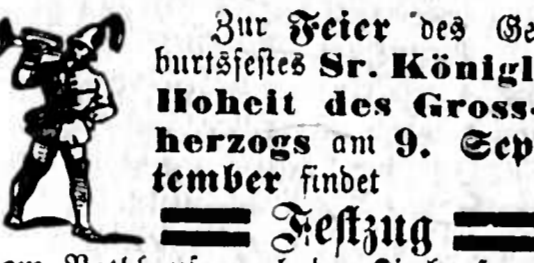 Zur Feier des Ge
burtsfestes Sr. Königl
Hoheit des Gross-
herzogs am 9. Sep
tember findet
Festzug